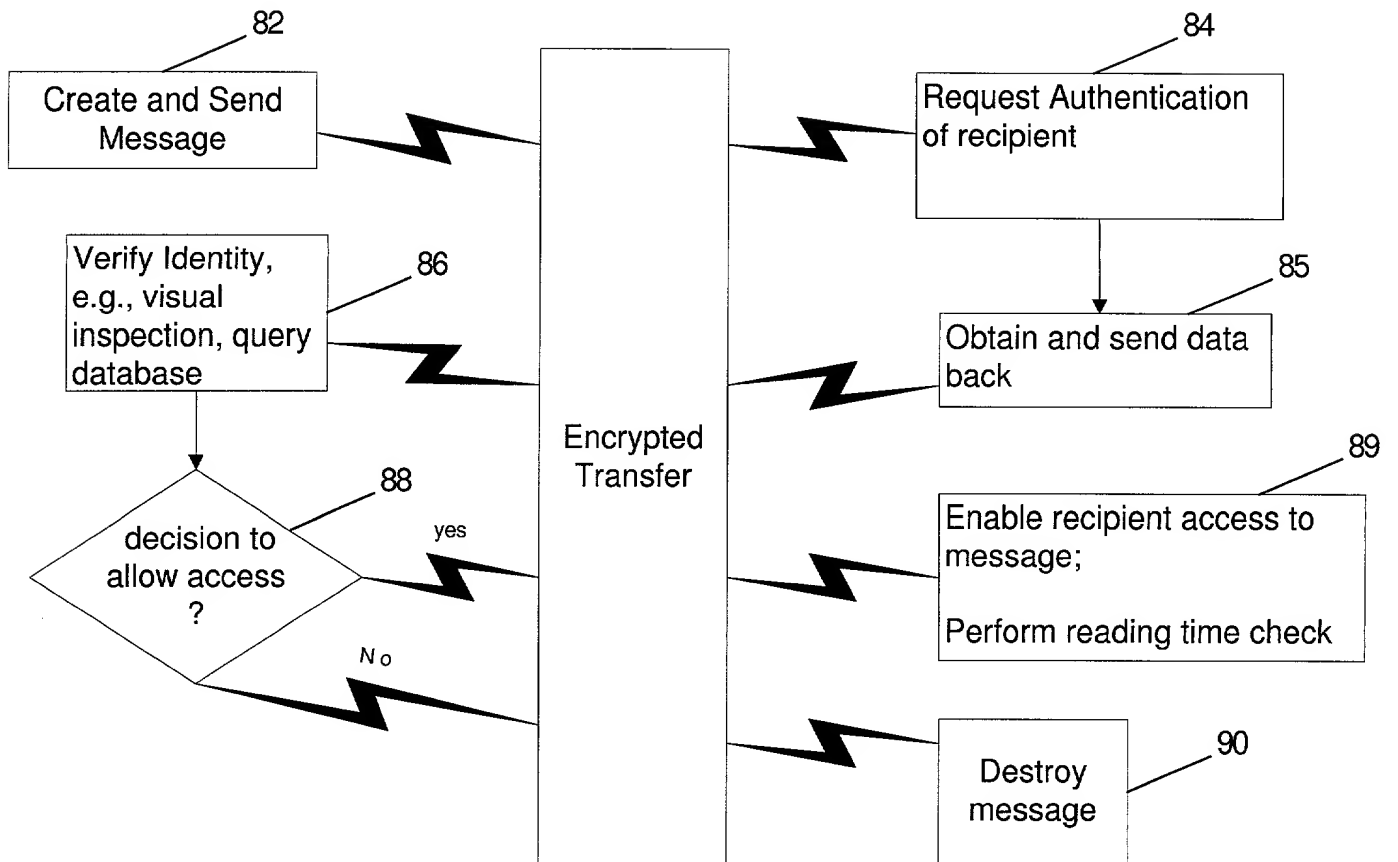 82
Create and Send
Message
84
Request Authentication
of recipient
Verify Identity,
e.g., visual
inspection, query
database
86
85
Obtain and send data
back
Encrypted
Transfer
88
decision to
allow access
?
yes
No
89
Enable recipient access to
message;
Perform reading time check
90
Destroy
message